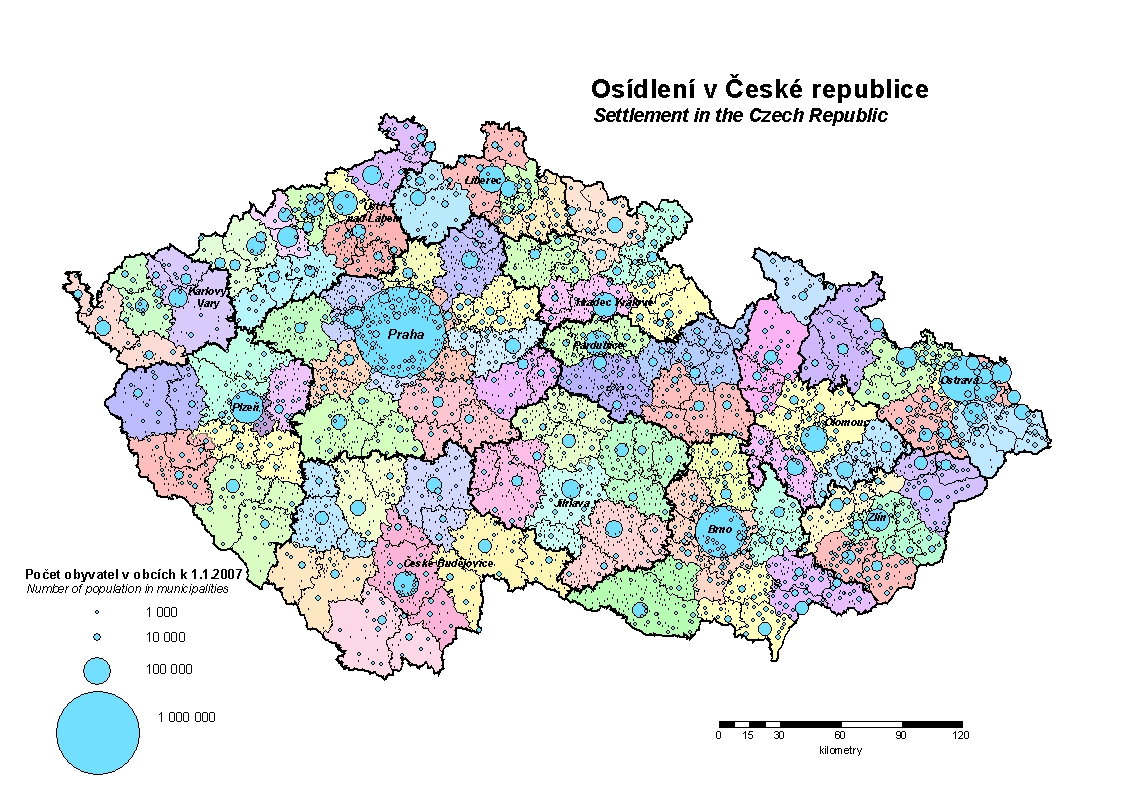 Osídlení v České republice
Settlement in the Czech Republic
Liberec
Ústí
nad Labem
Karlovy
Vary
Hradec Králové
Praha
Pardubice
Ostrava
Plzeň
Olomouc
Jihlava
Zlín
Brno
České Budějovice
Počet obyvatel v obcích k 1.1.2007
Number of population in municipalities
1 000
10 000
100 000
1 000 000
0 15 30 60 90 120
kilometry